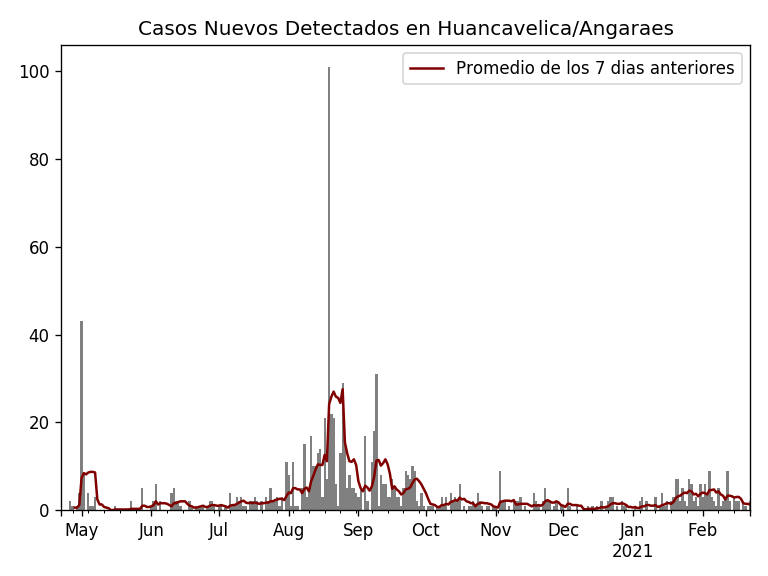 Casos Nuevos Detectados en Huancavelica/Angaraes
Promedio de los 7 dias anteriores
100
80
60
40
20
0
May Jun Jul Aug Sep Oct Nov Dec Jan Feb
2021